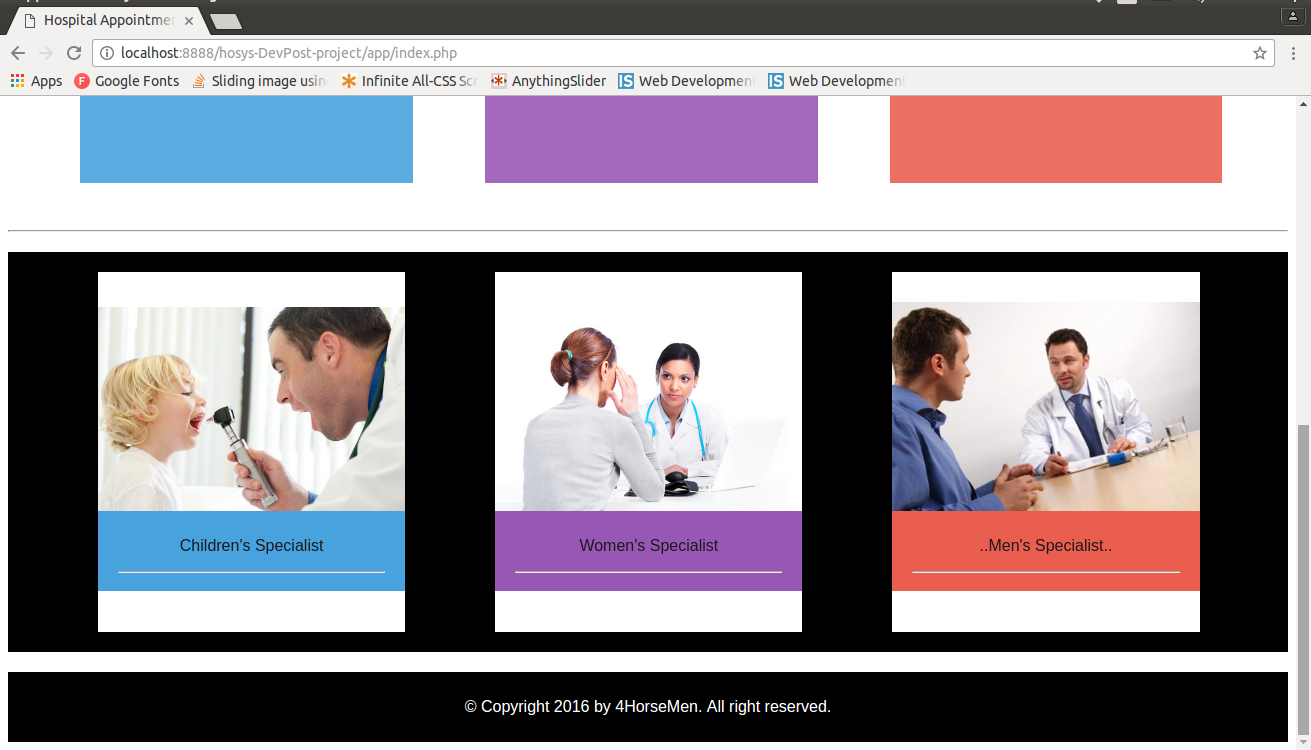 Hospital Appointme
localhost:8888/hosys-DevPost-project/app/index.php
Apps Google Fonts Sliding image usin Infinite All-CSS Scr AnythingSlider Web Development Web Development
Children's Specialist
Women's Specialist
..Men's Specialist..
© Copyright 2016 by 4HorseMen. All right reserved.